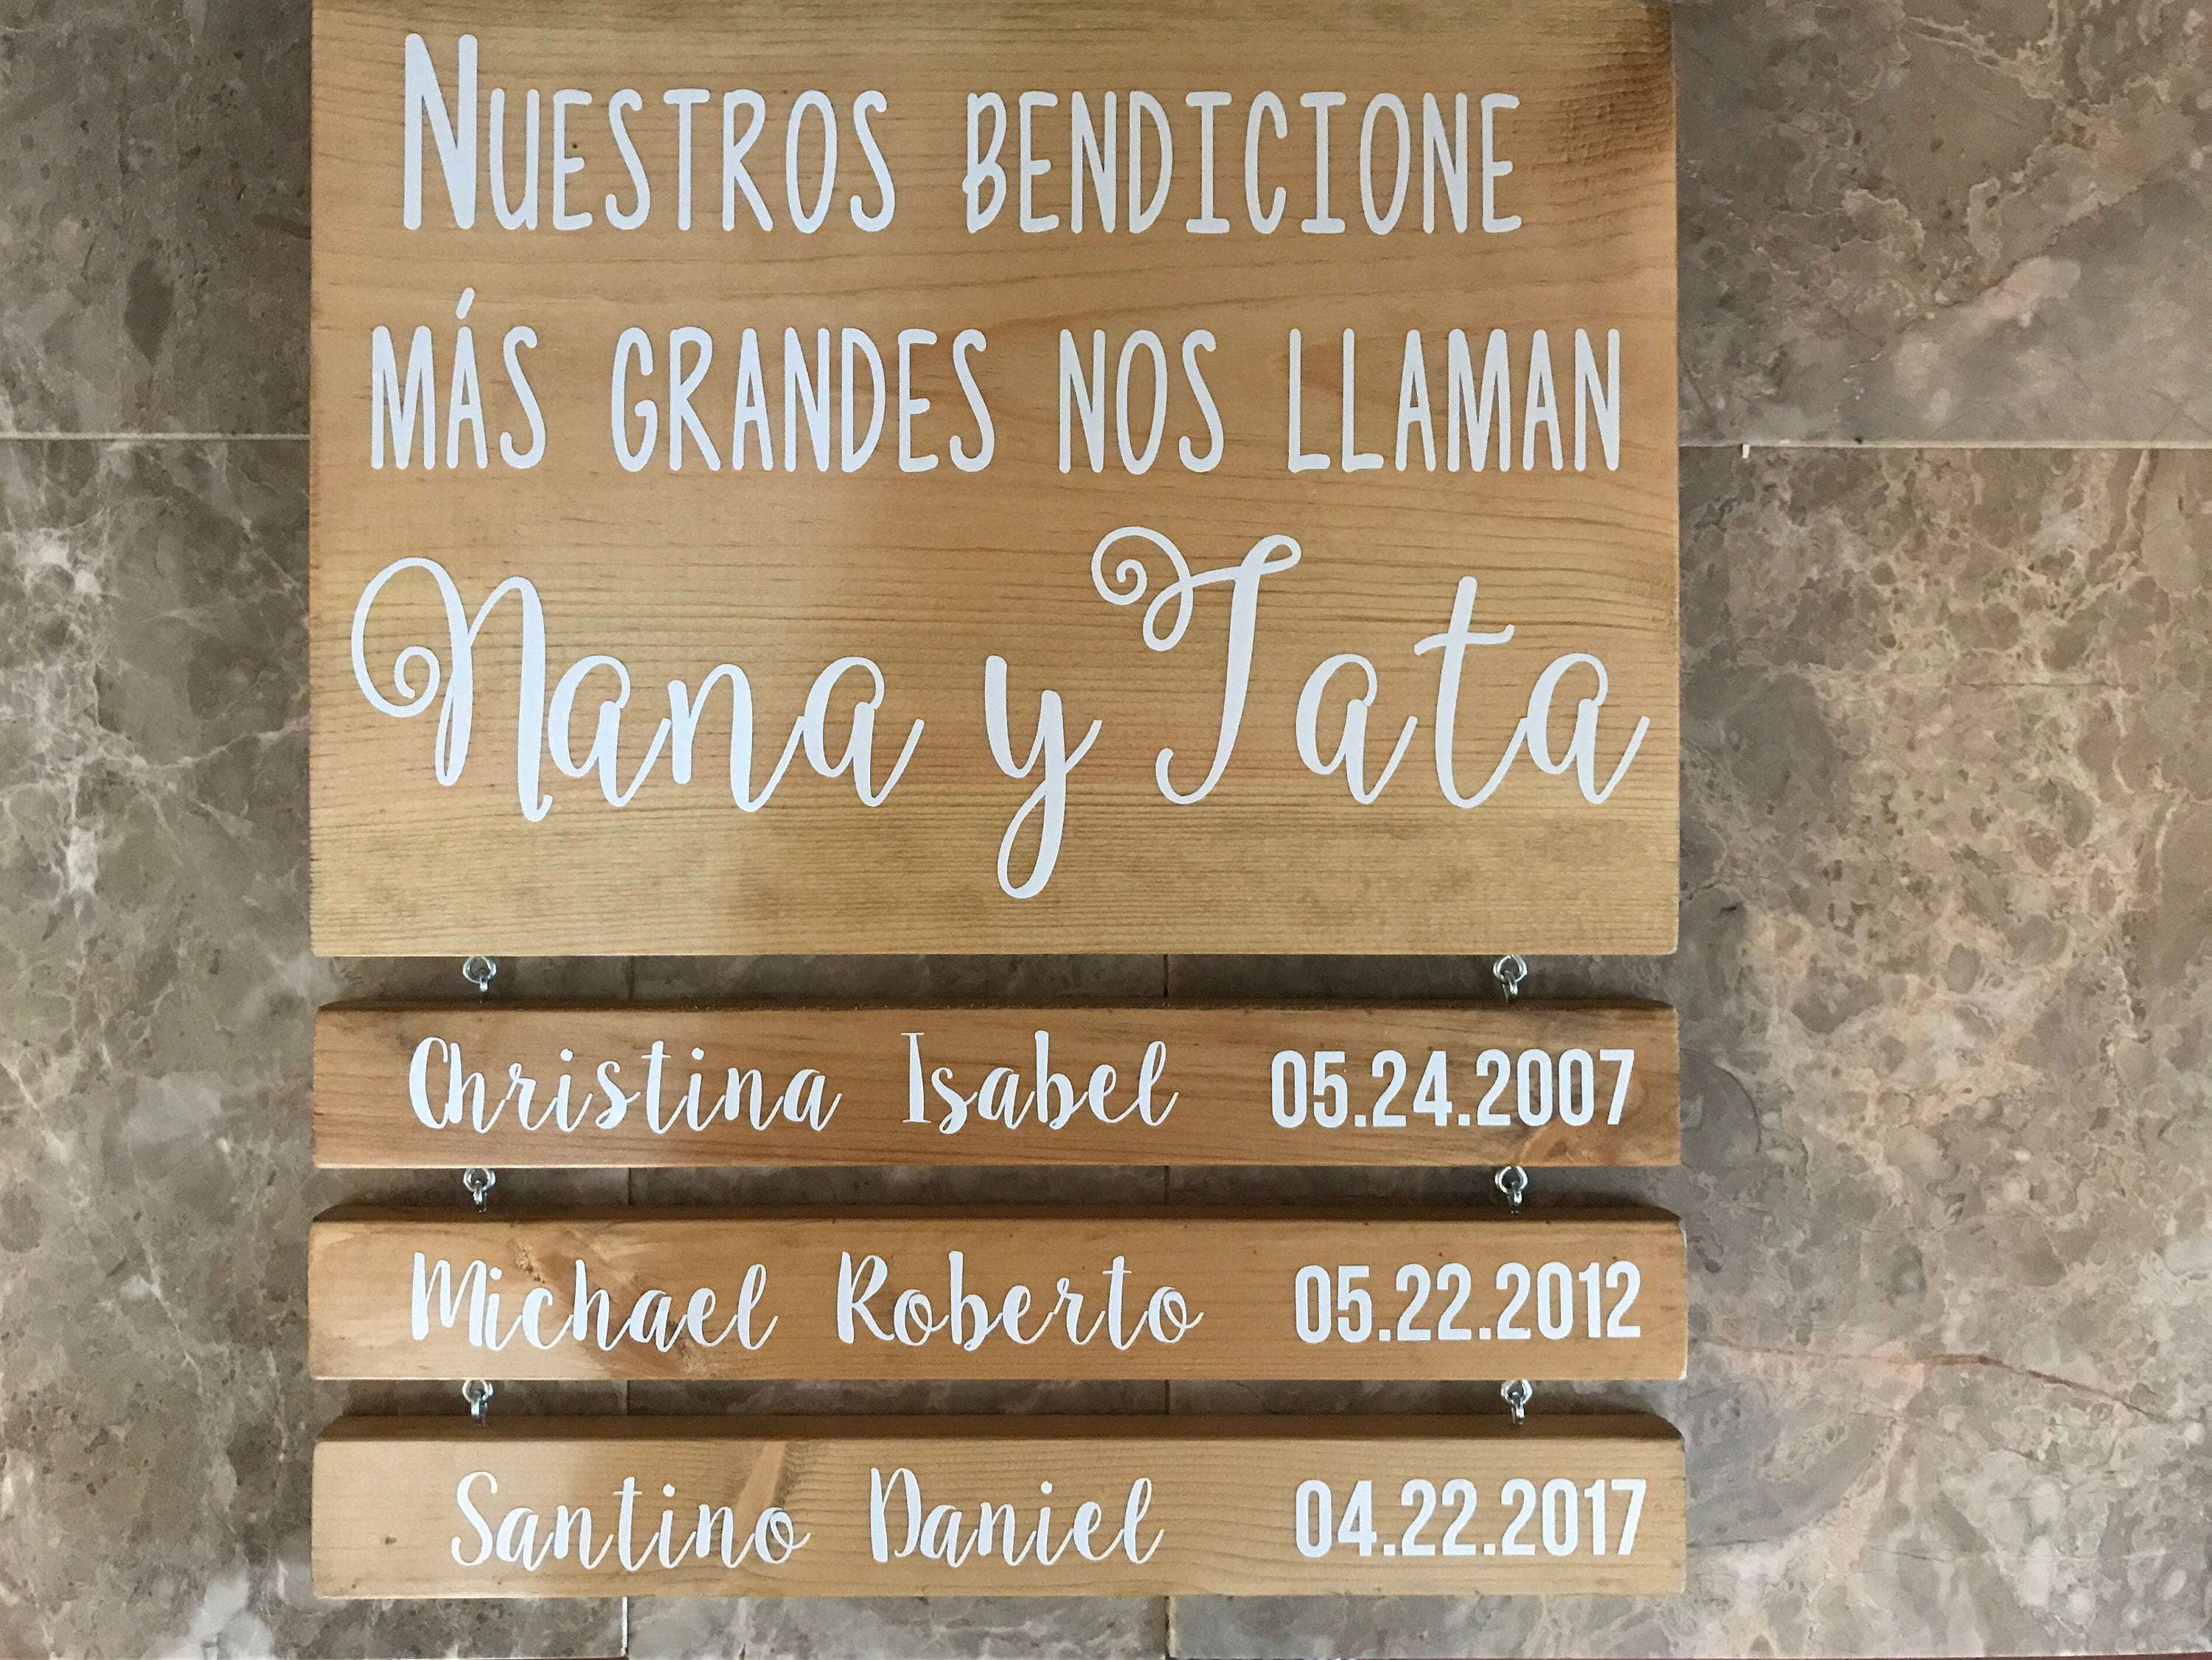 Nuestros bendicione
más grandes nos llaman
Nana y Tata
Christina Isabel 05.24.2007
Michael Roberto 05.22.2012
Santino Daniel 04.22.2017